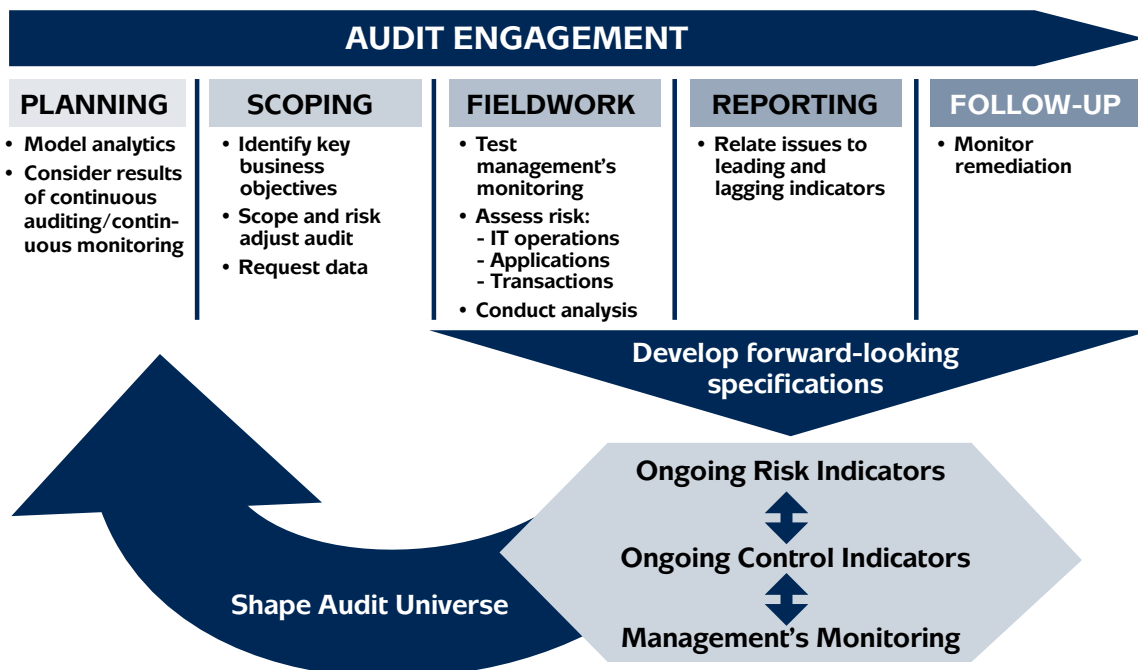 AUDIT ENGAGEMENT
PLANNING
• Model analytics
• Consider results
of continuous
auditing/contin-
uous monitoring
SCOPING
• Identify key
business
objectives
• Scope and risk
adjust audit
• Request data
FIELDWORK
• Test
management's
monitoring
• Assess risk:
- IT operations
- Applications
- Transactions
• Conduct analysis
REPORTING
• Relate issues to
leading and
lagging indicators
FOLLOW-UP
• Monitor
remediation
Develop forward-looking
specifications
Ongoing Risk Indicators
Ongoing Control Indicators
Management's Monitoring
Shape Audit Universe